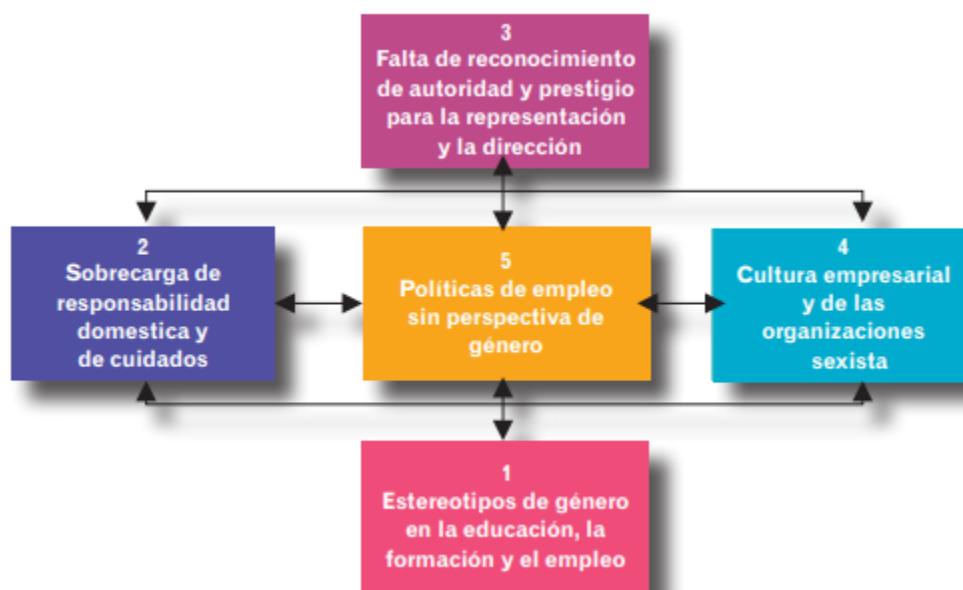 3
Falta de reconocimiento
de autoridad y prestigio
para la representación
y la dirección
2
Sobrecarga de
responsabilidad
domestica y
de cuidados
5
Políticas de empleo
sin perspectiva de
género
4
Cultura empresarial
y de las
organizaciones
sexista
1
Estereotipos de género
en la educación, la
formación y el empleo